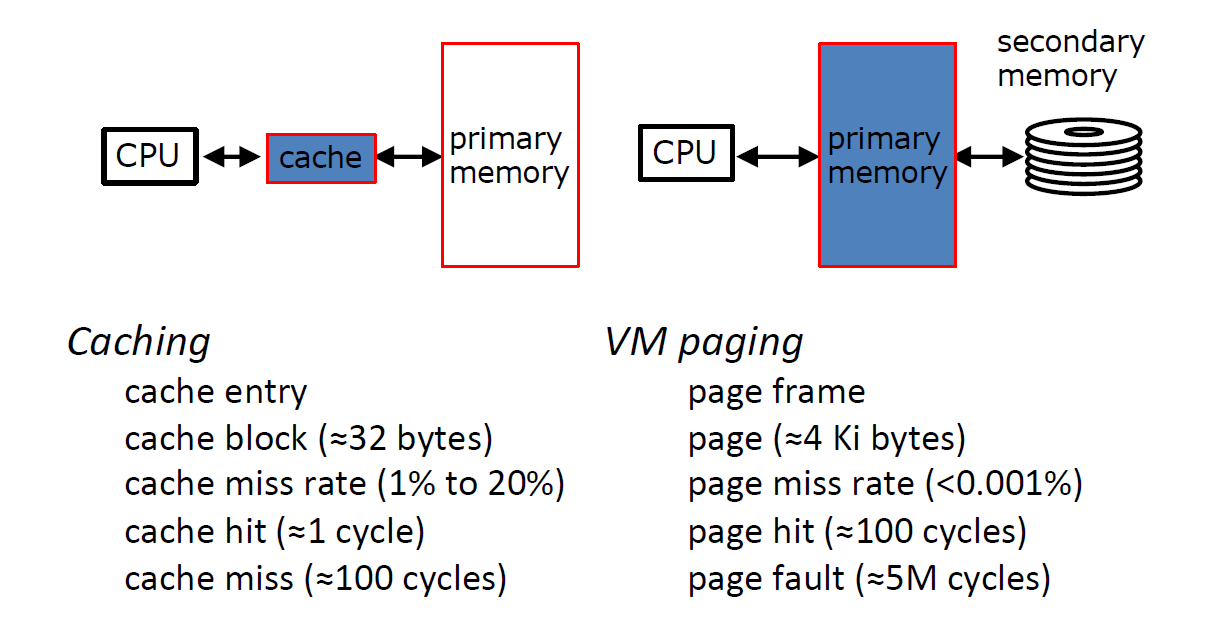 CPU
cache
primary
memory
CPU
primary
memory
secondary
memory
Caching
cache entry
cache block (≈32 bytes)
cache miss rate (1% to 20%)
cache hit (≈1 cycle)
cache miss (≈100 cycles)
VM paging
page frame
page (≈4 Ki bytes)
page miss rate (<0.001%)
page hit (≈100 cycles)
page fault (≈5M cycles)